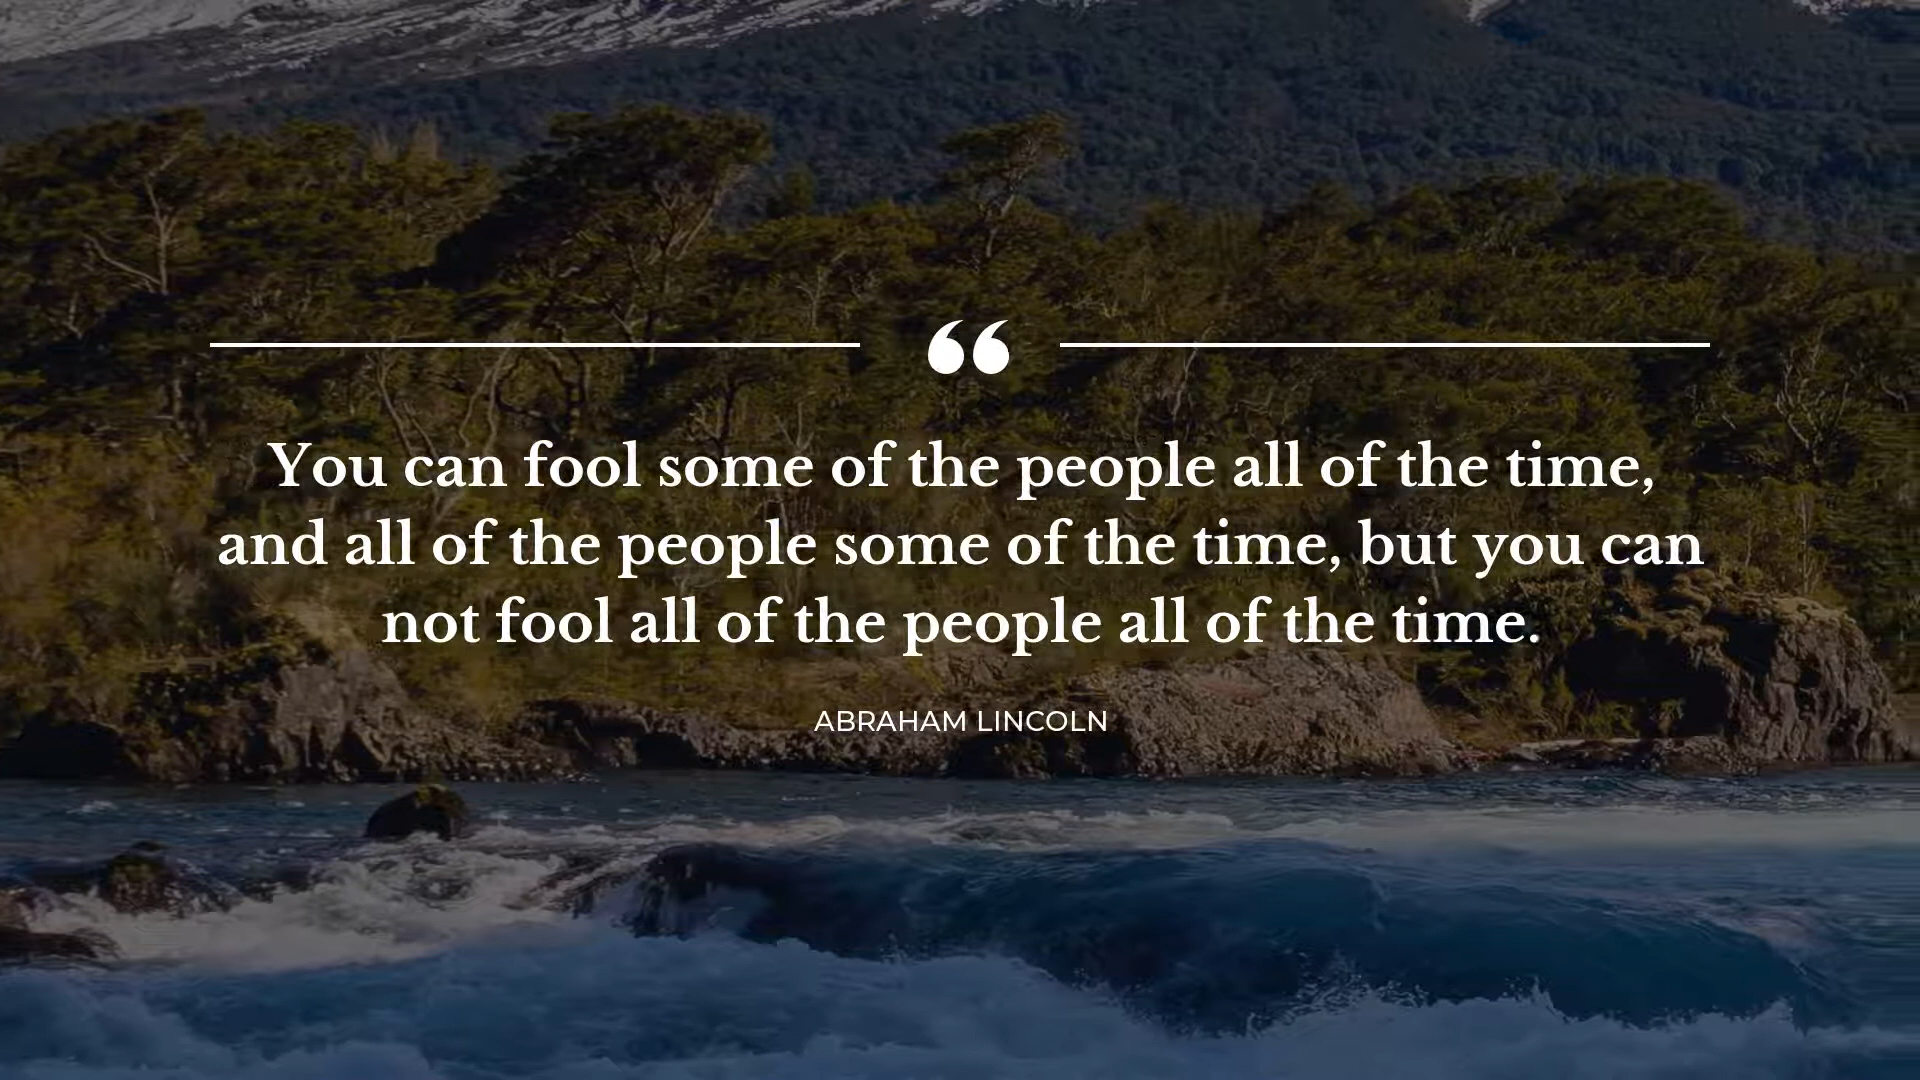 “
You can fool some of the people all of the time,
and all of the people some of the time, but you can
not fool all of the people all of the time.
ABRAHAM LINCOLN